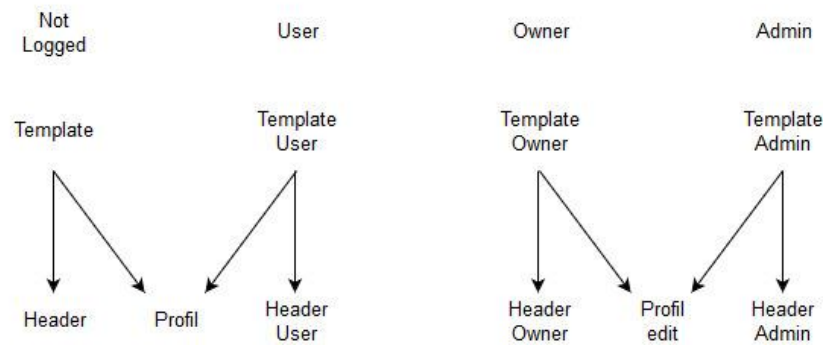 Not
Logged
User
Owner
Admin
Template
Template
User
Template
Owner
Template
Admin
Header
Profil
Header
User
Header
Owner
Profil
edit
Header
Admin